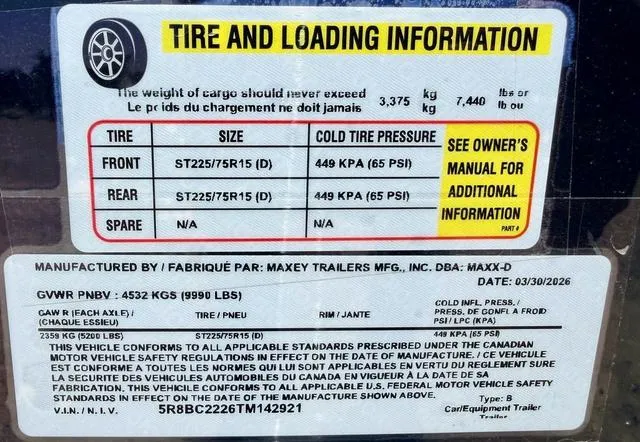 TIRE AND LOADING INFORMATION
The weight of cargo should never exceed 3,375 kg 7,440 lbs or
Le poids du chargement ne doit jamais kg lb ou
TIRE SIZE COLD TIRE PRESSURE
FRONT ST225/75R15 (D) 449 KPA (65 PSI)
REAR ST225/75R15 (D) 449 KPA (65 PSI)
SPARE N/A N/A
SEE OWNER'S
MANUAL FOR
ADDITIONAL
INFORMATION
PART #
MANUFACTURED BY / FABRIQUÉ PAR: MAXEY TRAILERS MFG., INC. DBA: MAXX-D
DATE: 03/30/2026
GVWR PNBV : 4532 KGS (9990 LBS)
GAWR (EACH AXLE) / (CHAQUE ESSIEU) TIRE / PNEU RIM / JANTE COLD INFL. PRESS. / PRESS. DE GONFL A FROID PSI / LPC (KPA)
2359 KG (5200 LBS) ST225/75R15 (D) 449 KPA (65 PSI)
THIS VEHICLE CONFORMS TO ALL APPLICABLE STANDARDS PRESCRIBED UNDER THE CANADIAN
MOTOR VEHICLE SAFETY REGULATIONS IN EFFECT ON THE DATE OF MANUFACTURE. / CE VEHICULE
EST CONFORME A TOUTES LES NORMES QUI LUI SONT APPLICABLES EN VERTU DU REGLEMENT SURE
LA SECURITE DES VEHICULES AUTOMOBILES DU CANADA EN VIGUEUR À LA DATE DE SA
FABRICATION. THIS VEHICILE CONFORMS TO ALL APPLICABLE U.S. FEDERAL MOTOR VEHICLE SAFETY
STANDARDS IN EFFECT ON THE DATE OF THE MANUFACTURE SHOWN ABOVE.
V.I.N. / N. I. V. 5R8BC2226TM142921
Type: B
Car/Equipment Trailer
Trailer